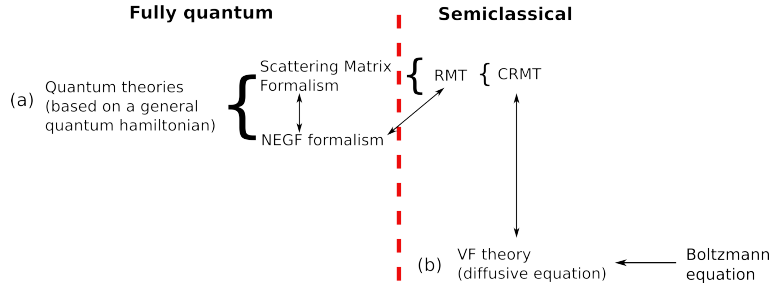 Fully quantum
Semiclassical
(a)
Quantum theories
(based on a general
quantum hamiltonian)
Scattering Matrix
Formalism
NEGF formalism
RMT
CRMT
(b)
VF theory
(diffusive equation)
Boltzmann
equation